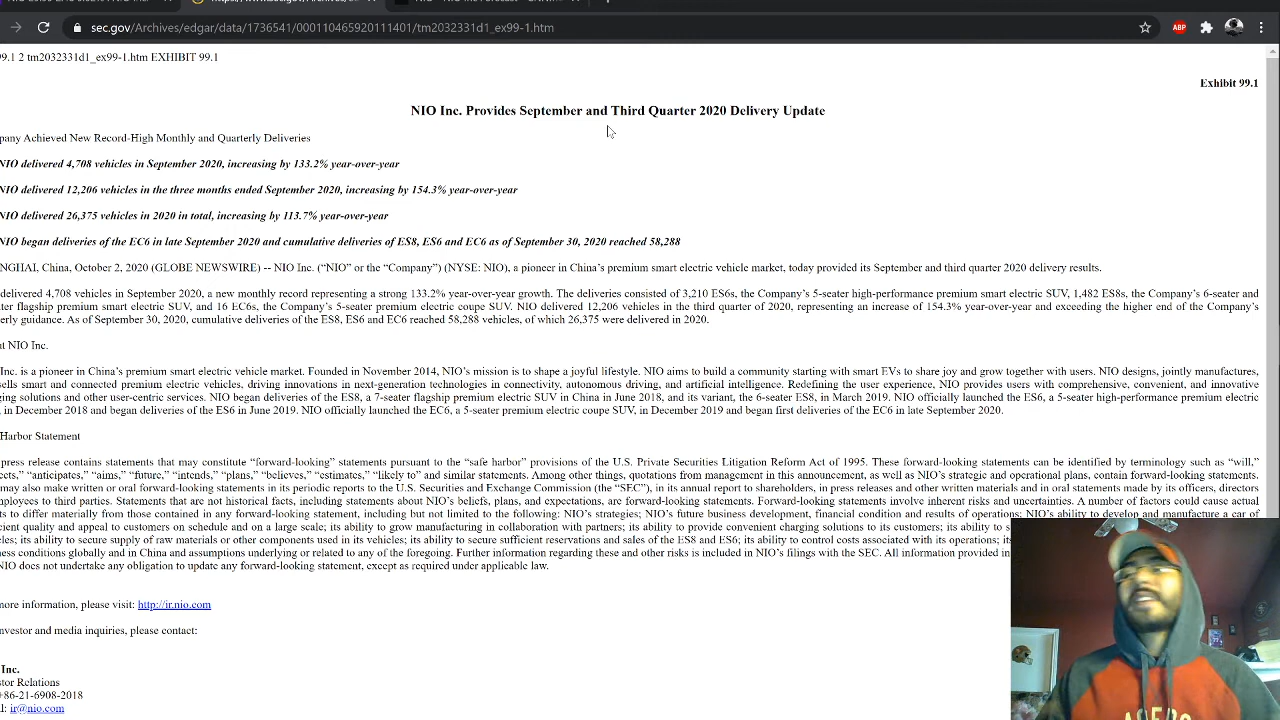 sec.gov/Archives/edgar/data/1736541/000110465920111401/tm2032331d1_ex99-1.htm
ABP
99.1 2 tm2032331d1_ex99-1.htm EXHIBIT 99.1
Exhibit 99.1
NIO Inc. Provides September and Third Quarter 2020 Delivery Update
pany Achieved New Record-High Monthly and Quarterly Deliveries
NIO delivered 4,708 vehicles in September 2020, increasing by 133.2% year-over-year
NIO delivered 12,206 vehicles in the three months ended September 2020, increasing by 154.3% year-over-year
NIO delivered 26,375 vehicles in 2020 in total, increasing by 113.7% year-over-year
NIO began deliveries of the EC6 in late September 2020 and cumulative deliveries of ES8, ES6 and EC6 as of September 30, 2020 reached 58,288
NGHAI, China, October 2, 2020 (GLOBE NEWSWIRE) -- NIO Inc. (“NIO” or the “Company”) (NYSE: NIO), a pioneer in China’s premium smart electric vehicle market, today provided its September and third quarter 2020 delivery results.
delivered 4,708 vehicles in September 2020, a new monthly record representing a strong 133.2% year-over-year growth. The deliveries consisted of 3,210 ES6s, the Company’s 5-seater high-performance premium smart electric SUV, 1,482 ES8s, the Company’s 6-seater and
ter flagship premium smart electric SUV, and 16 EC6s, the Company’s 5-seater premium electric coupe SUV. NIO delivered 12,206 vehicles in the third quarter of 2020, representing an increase of 154.3% year-over-year and exceeding the higher end of the Company’s
erly guidance. As of September 30, 2020, cumulative deliveries of the ES8, ES6 and EC6 reached 58,288 vehicles, of which 26,375 were delivered in 2020.
t NIO Inc.
Inc. is a pioneer in China’s premium smart electric vehicle market. Founded in November 2014, NIO’s mission is to shape a joyful lifestyle. NIO aims to build a community starting with smart EVs to share joy and grow together with users. NIO designs, jointly manufactures,
sells smart and connected premium electric vehicles, driving innovations in next-generation technologies in connectivity, autonomous driving, and artificial intelligence. Redefining the user experience, NIO provides users with comprehensive, convenient, and innovative
ging solutions and other user-centric services. NIO began deliveries of the ES8, a 7-seater flagship premium electric SUV in China in June 2018, and its variant, the 6-seater ES8, in March 2019. NIO officially launched the ES6, a 5-seater high-performance premium electric
, in December 2018 and began deliveries of the ES6 in June 2019. NIO officially launched the EC6, a 5-seater premium electric coupe SUV, in December 2019 and began first deliveries of the EC6 in late September 2020.
Harbor Statement
press release contains statements that may constitute “forward-looking” statements pursuant to the “safe harbor” provisions of the U.S. Private Securities Litigation Reform Act of 1995. These forward-looking statements can be identified by terminology such as “will,”
ects,” “anticipates,” “aims,” “future,” “intends,” “plans,” “believes,” “estimates,” “likely to” and similar statements. Among other things, quotations from management in this announcement, as well as NIO’s strategic and operational plans, contain forward-looking statements.
may also make written or oral forward-looking statements in its periodic reports to the U.S. Securities and Exchange Commission (the “SEC”), in its annual report to shareholders, in press releases and other written materials and in oral statements made by its officers, directors
mployees to third parties. Statements that are not historical facts, including statements about NIO’s beliefs, plans, and expectations, are forward-looking statements. Forward-looking statements involve inherent risks and uncertainties. A number of factors could cause actual
ts to differ materially from those contained in any forward-looking statement, including but not limited to the following: NIO’s strategies; NIO’s future business development, financial condition and results of operations; NIO’s ability to develop and manufacture a car of
cient quality and appeal to customers on schedule and on a large scale; its ability to grow manufacturing in collaboration with partners; its ability to provide convenient charging solutions to its customers; its ability to
les; its ability to secure supply of raw materials or other components used in its vehicles; its ability to secure sufficient reservations and sales of the ES8 and ES6; its ability to control costs associated with its operations;
ness conditions globally and in China and assumptions underlying or related to any of the foregoing. Further information regarding these and other risks is included in NIO’s filings with the SEC. All information provided in
NIO does not undertake any obligation to update any forward-looking statement, except as required under applicable law.
more information, please visit: http://ir.nio.com
nvestor and media inquiries, please contact:
Inc.
stor Relations
+86-21-6908-2018
l: ir@nio.com